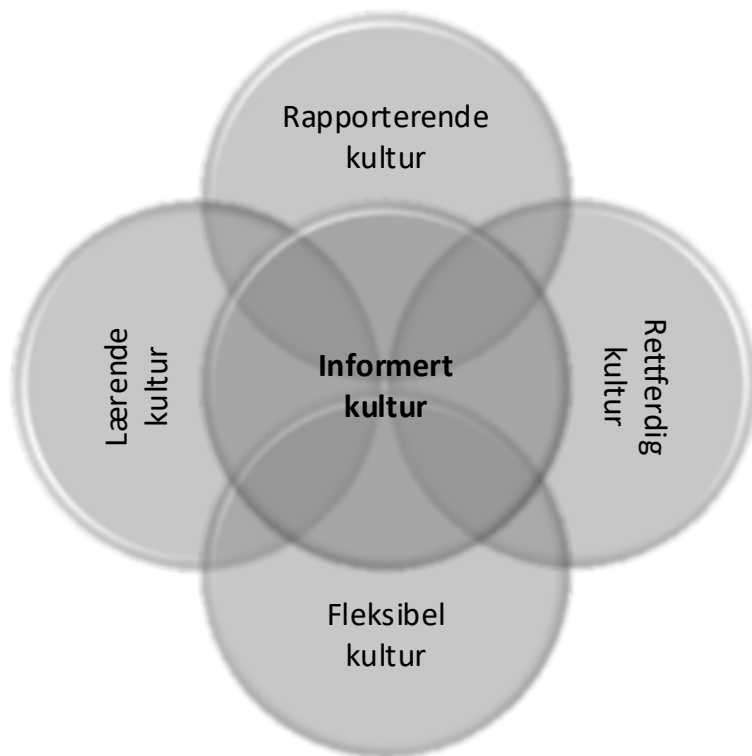 Rapporterende
kultur
Lærende
kultur
Informert
kultur
Rettferdig
kultur
Fleksibel
kultur